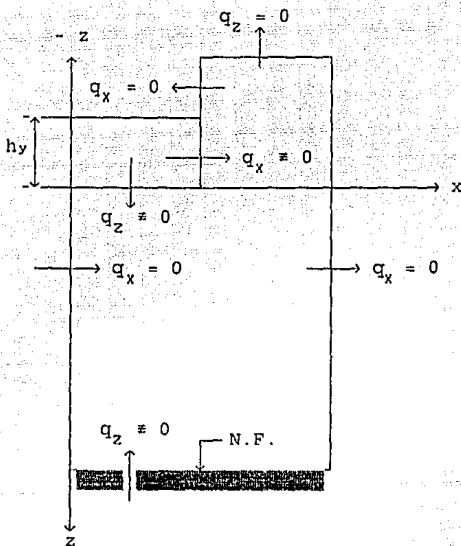 q_z = 0
- z
q_x = 0
h_y
q_x ≠ 0
x
q_z ≠ 0
q_x = 0
q_x = 0
q_z ≠ 0
N.F.
z